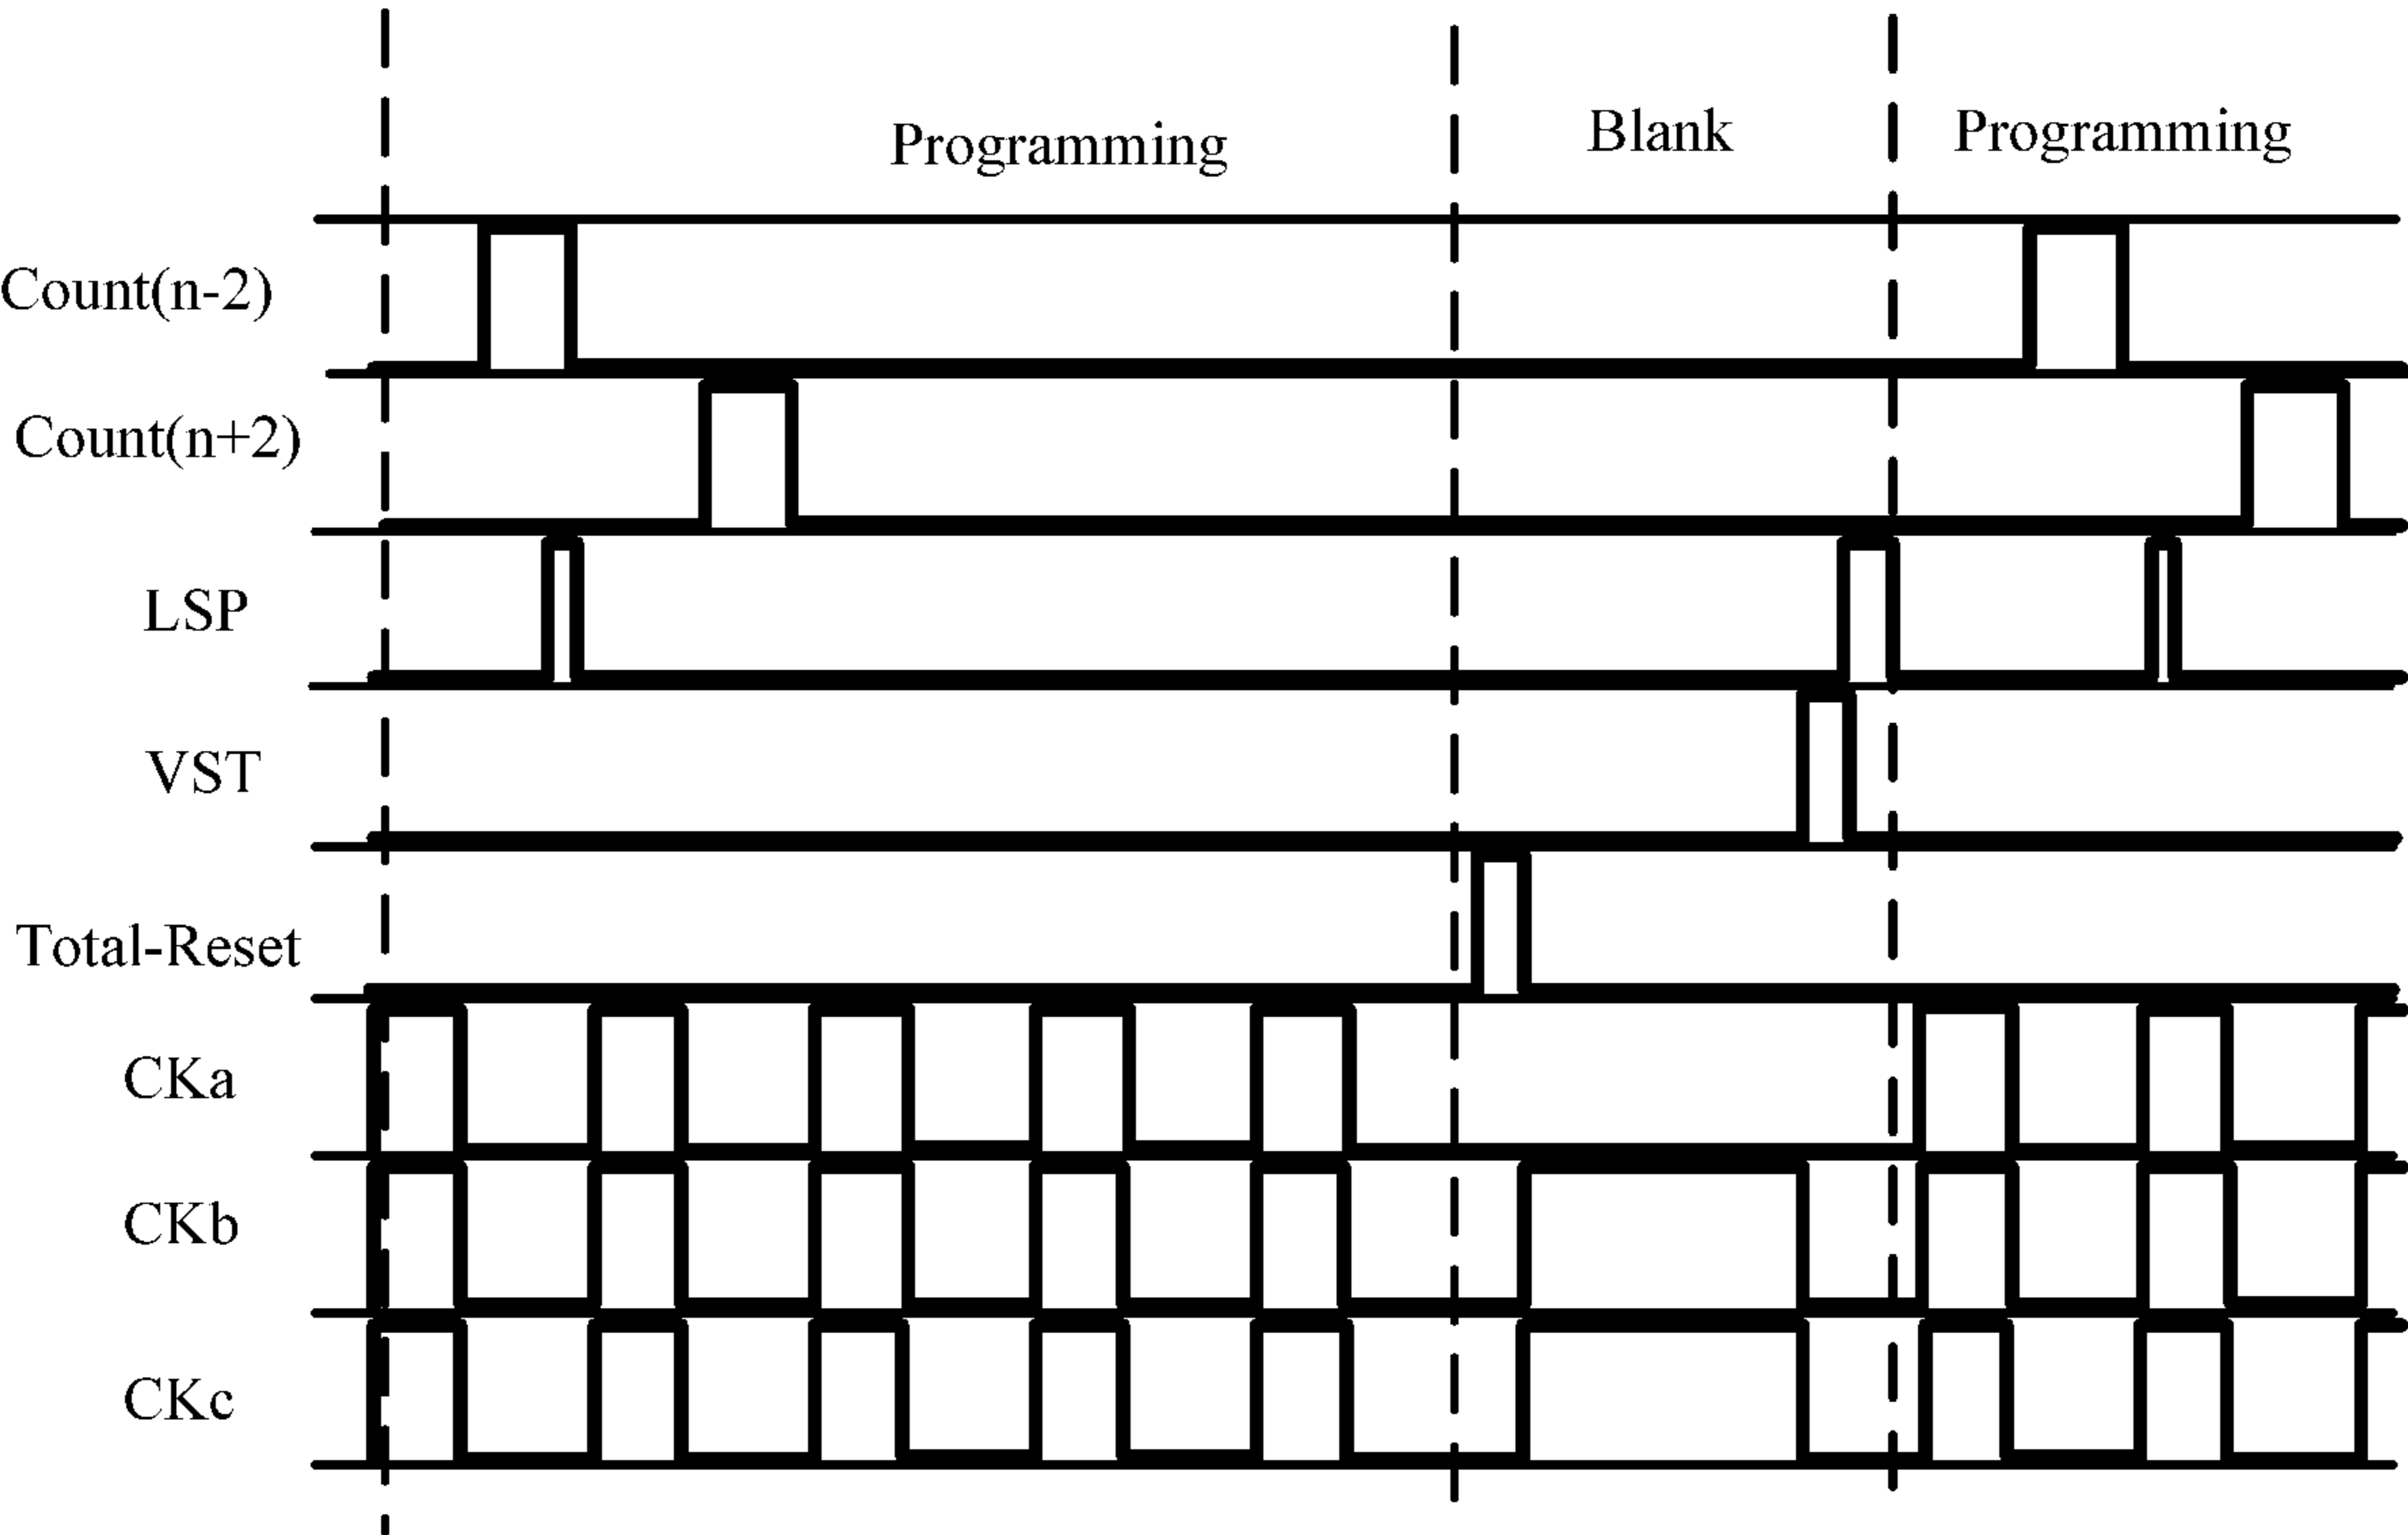 Programming
Blank
Programming
Count(n-2)
Count(n+2)
LSP
VST
Total-Reset
CKa
CKb
CKc